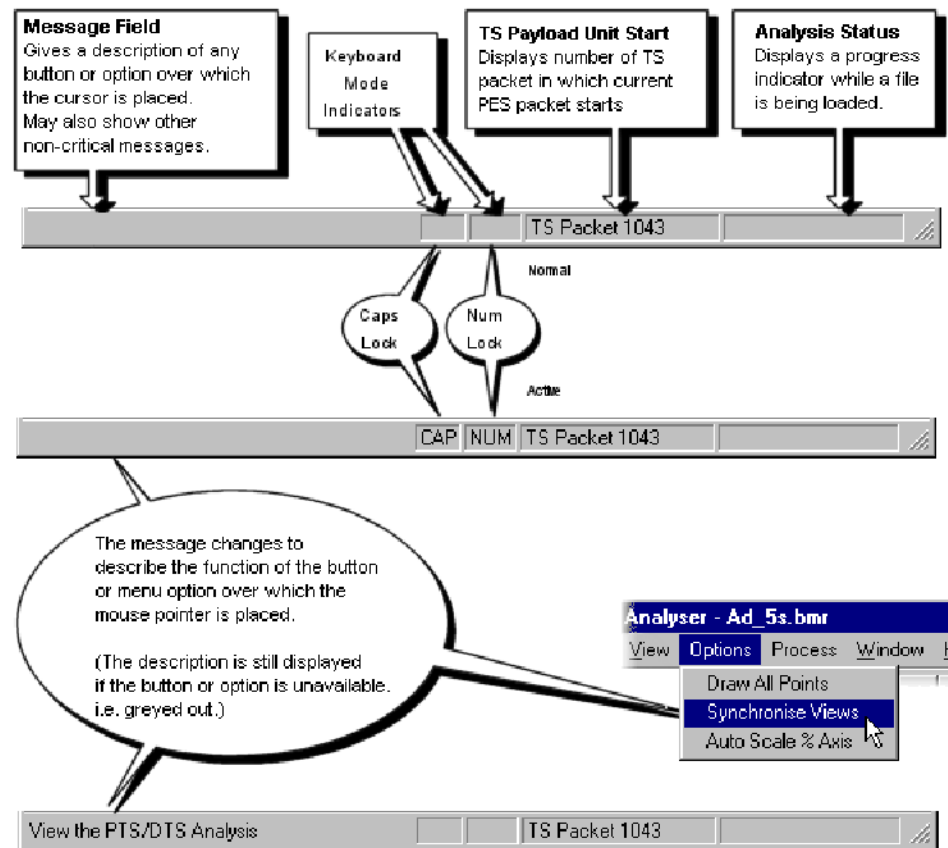 Message Field
Gives a description of any
button or option over which
the cursor is placed.
May also show other
non-critical messages.
Keyboard
Mode
Indicators
TS Payload Unit Start
Displays number of TS
packet in which current
PES packet starts
Analysis Status
Displays a progress
indicator while a file
is being loaded.
TS Packet 1043
Normal
Caps
Lock
Num
Lock
Active
CAP NUM TS Packet 1043
The message changes to
describe the function of the button
or menu option over which the
mouse pointer is placed.
(The description is still displayed
if the button or option is unavailable.
i.e. greyed out.)
Analyser - Ad_5s.bmr
View Options Process Window
Draw All Points
Synchronise Views
Auto Scale % Axis
View the PTS/DTS Analysis TS Packet 1043